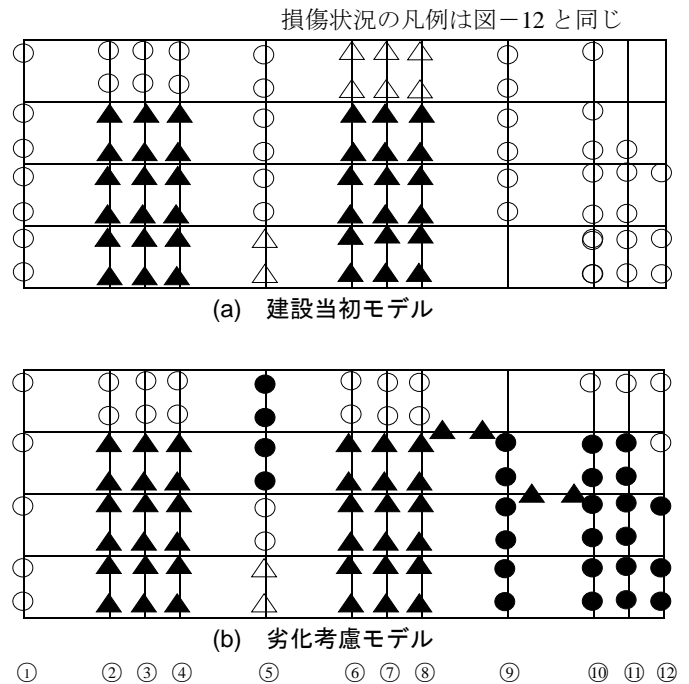 損傷状況の凡例は図－12 と同じ
(a) 建設当初モデル
(b) 劣化考慮モデル
① ② ③ ④ ⑤ ⑥ ⑦ ⑧ ⑨ ⑩ ⑪ ⑫